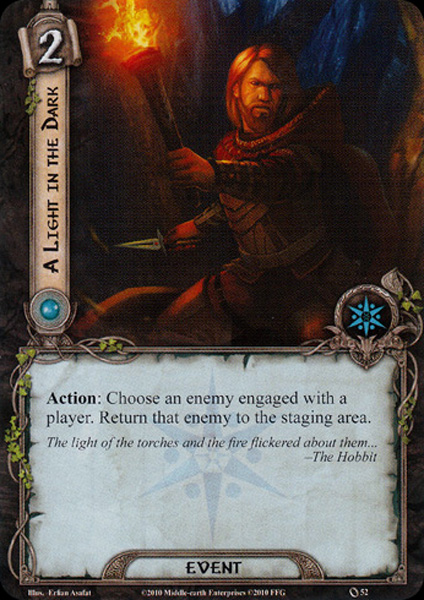 2
A LIGHT IN THE DARK
Action: Choose an enemy engaged with a
player. Return that enemy to the staging area.
The light of the torches and the fire flickered about them...
–The Hobbit
EVENT
Illus. Erfian Asafat
©2010 Middle-earth Enterprises ©2010 FFG
52